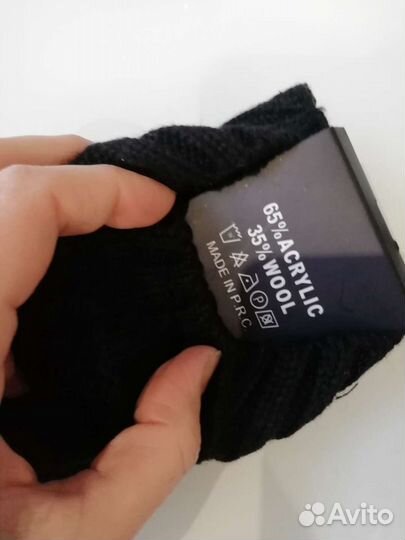 65% ACRYLIC
35% WOOL
MADE IN P.R.C.
Avito